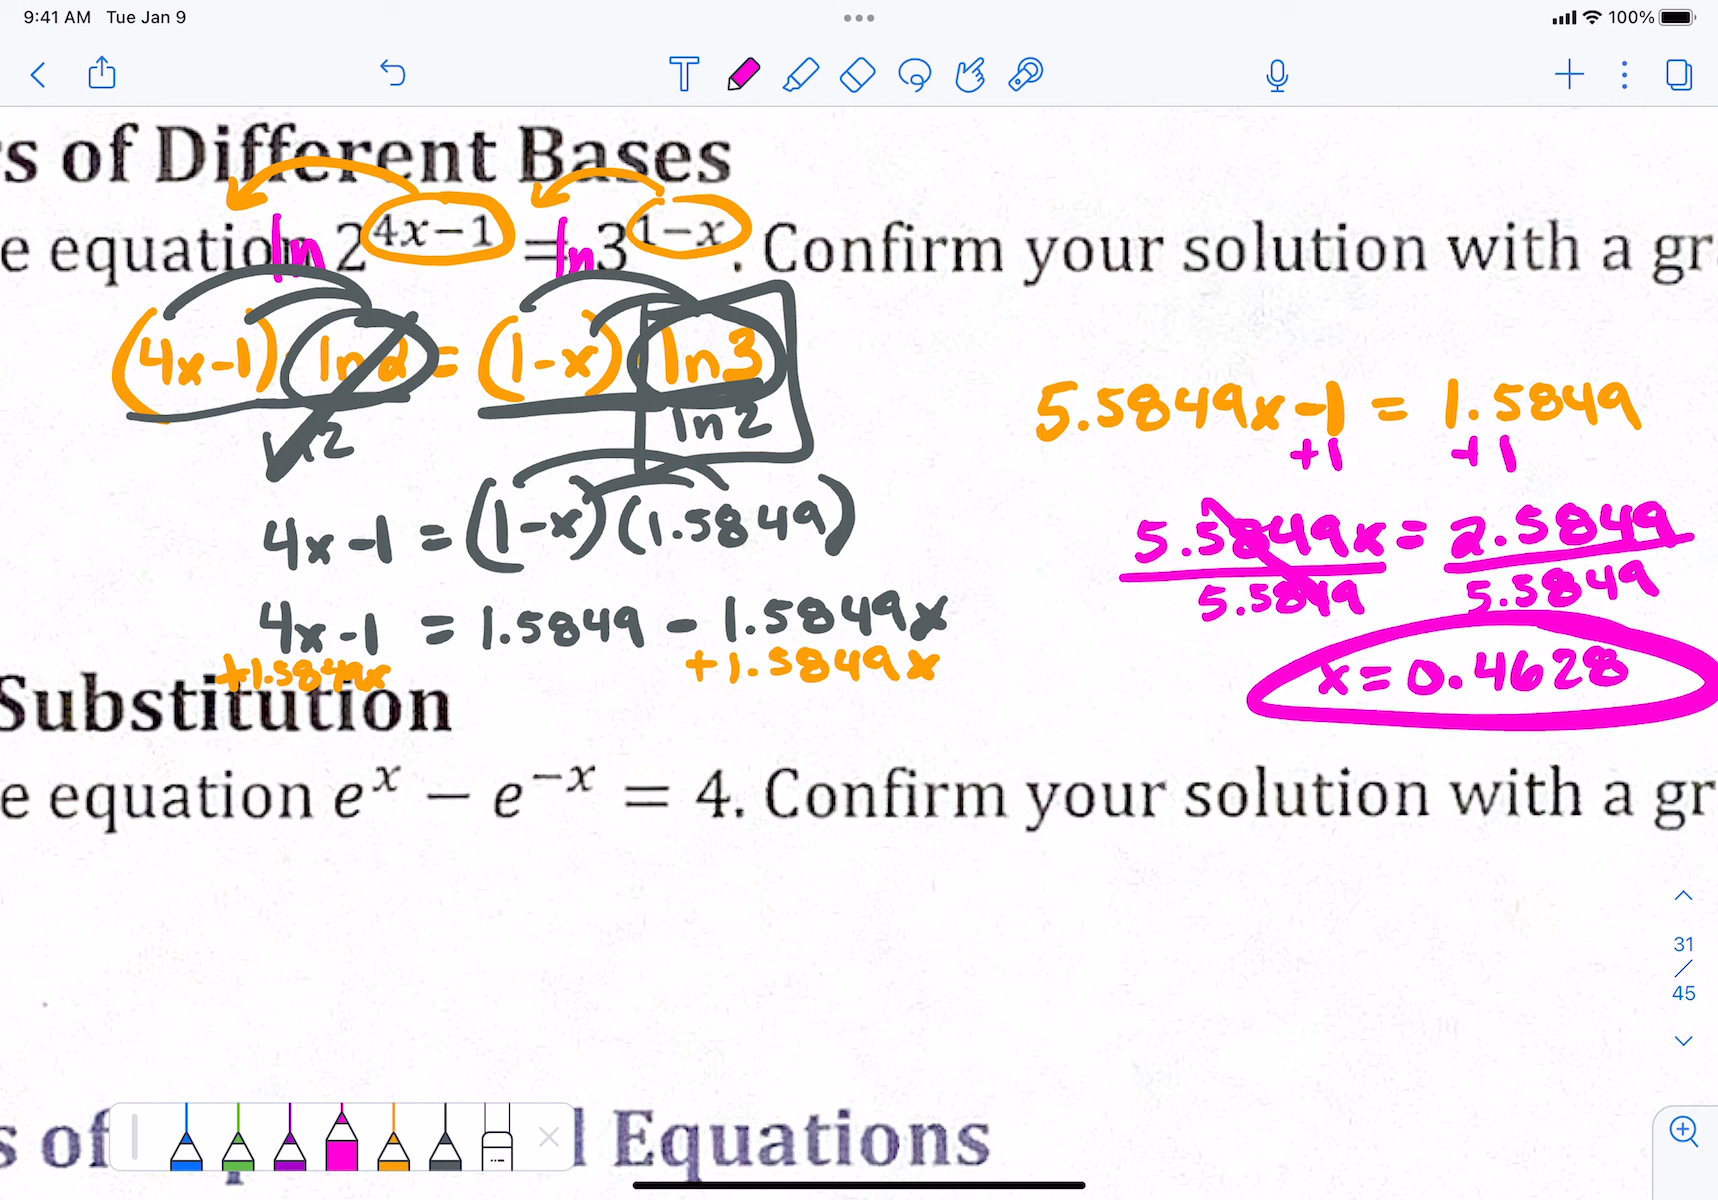 9:41 AM Tue Jan 9
100%
s of Different Bases
e equation ln 2^{4x−1} = ln 3^{1−x}. Confirm your solution with a gr
(4x-1) ln2 = (1-x) ln3
ln2
4x-1 = (1-x)(1.5849)
4x-1 = 1.5849 - 1.5849x
+1.5849x +1.5849x
5.5849x-1 = 1.5849
+1 +1
5.5849x = 2.5849
5.5849 5.5849
x = 0.4628
Substitution
e equation e^x − e^{−x} = 4. Confirm your solution with a gr
31
/
45
s of l Equations